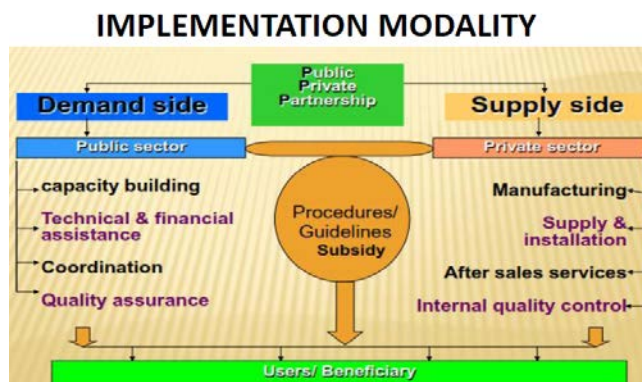 IMPLEMENTATION MODALITY
Public
Private
Partnership
Demand side
Supply side
Public sector
Private sector
capacity building
Technical & financial
assistance
Coordination
Quality assurance
Procedures/
Guidelines
Subsidy
Manufacturing
Supply &
installation
After sales services
Internal quality control
Users/ Beneficiary